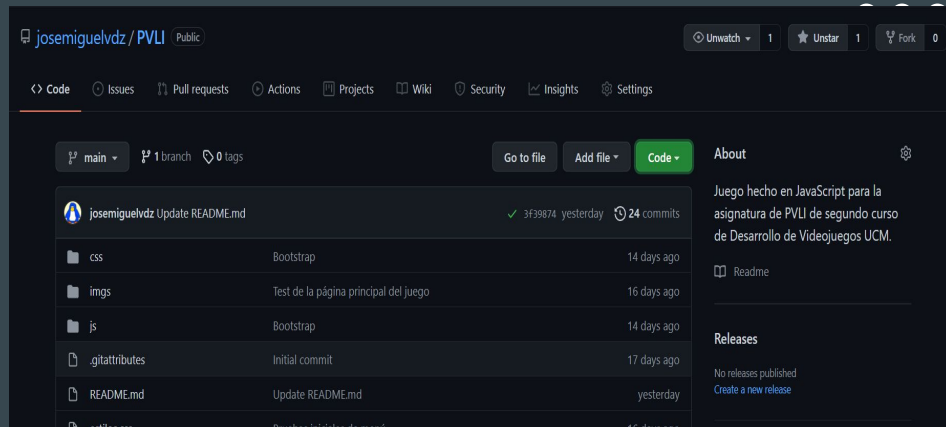 josemiguelvdz / PVLI Public
Unwatch 1 Unstar 1 Fork 0
<> Code Issues Pull requests Actions Projects Wiki Security Insights Settings
main 1 branch 0 tags Go to file Add file Code
josemiguelvdz Update README.md 3f39874 yesterday 24 commits
css Bootstrap 14 days ago
imgs Test de la página principal del juego 16 days ago
js Bootstrap 14 days ago
.gitattributes Initial commit 17 days ago
README.md Update README.md yesterday
About
Juego hecho en JavaScript para la
asignatura de PVLI de segundo curso
de Desarrollo de Videojuegos UCM.
Readme
Releases
No releases published
Create a new release